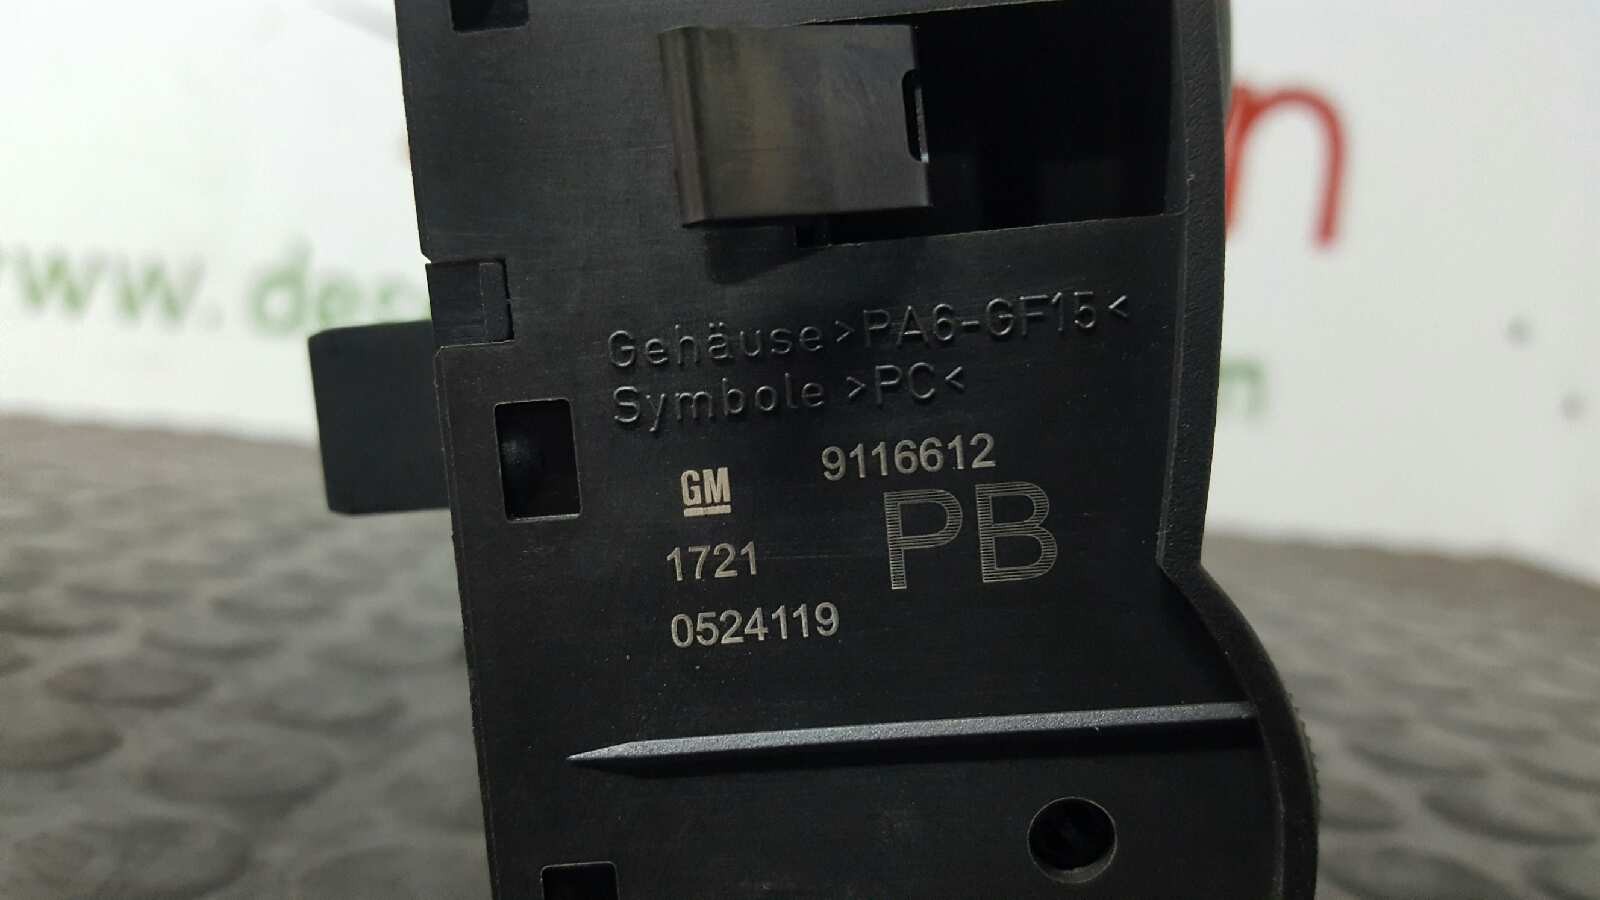 Gehäuse >PA6-GF15<
Symbole >PC<
9116612
GM
PB
1721
0524119